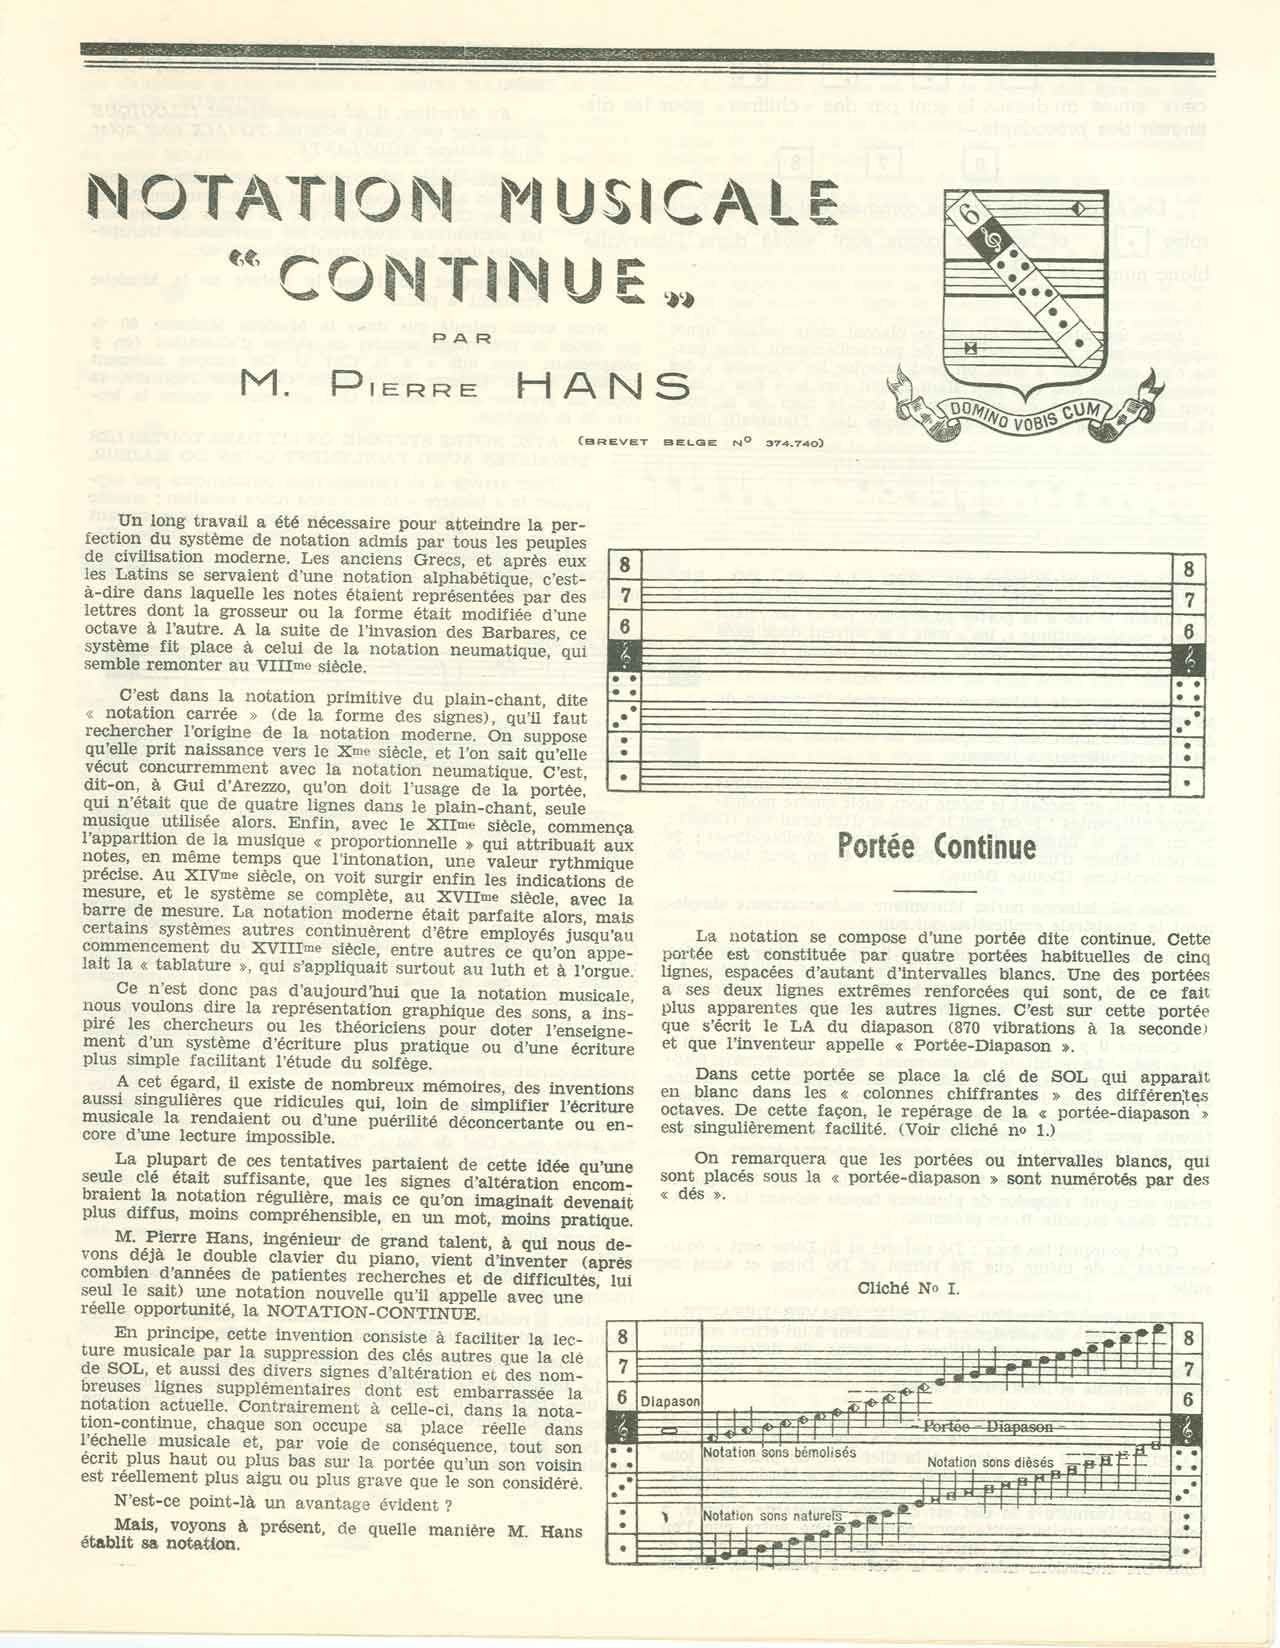 NOTATION MUSICALE
“ CONTINUE „
PAR
M. PIERRE HANS
(BREVET BELGE No 374.740)
6
DOMINO VOBIS CUM
Un long travail a été nécessaire pour atteindre la per-
fection du système de notation admis par tous les peuples
de civilisation moderne. Les anciens Grecs, et après eux
les Latins se servaient d'une notation alphabétique, c'est-
à-dire dans laquelle les notes étaient représentées par des
lettres dont la grosseur ou la forme était modifiée d'une
octave à l'autre. A la suite de l'invasion des Barbares, ce
système fit place à celui de la notation neumatique, qui
semble remonter au VIIIme siècle.
C'est dans la notation primitive du plain-chant, dite
« notation carrée » (de la forme des signes), qu'il faut
rechercher l'origine de la notation moderne. On suppose
qu'elle prit naissance vers le Xme siècle, et l'on sait qu'elle
vécut concurremment avec la notation neumatique. C'est,
dit-on, à Gui d'Arezzo, qu'on doit l'usage de la portée,
qui n'était que de quatre lignes dans le plain-chant, seule
musique utilisée alors. Enfin, avec le XIIme siècle, commença
l'apparition de la musique « proportionnelle » qui attribuait aux
notes, en même temps que l'intonation, une valeur rythmique
précise. Au XIVme siècle, on voit surgir enfin les indications de
mesure, et le système se complète, au XVIIme siècle, avec la
barre de mesure. La notation moderne était parfaite alors, mais
certains systèmes autres continuèrent d'être employés jusqu'au
commencement du XVIIIme siècle, entre autres ce qu'on appe-
lait la « tablature », qui s'appliquait surtout au luth et à l'orgue.
Ce n'est donc pas d'aujourd'hui que la notation musicale,
nous voulons dire la représentation graphique des sons, a ins-
piré les chercheurs ou les théoriciens pour doter l'enseigne-
ment d'un système d'écriture plus pratique ou d'une écriture
plus simple facilitant l'étude du solfège.
A cet égard, il existe de nombreux mémoires, des inventions
aussi singulières que ridicules qui, loin de simplifier l'écriture
musicale la rendaient ou d'une puérilité déconcertante ou en-
core d'une lecture impossible.
La plupart de ces tentatives partaient de cette idée qu'une
seule clé était suffisante, que les signes d'altération encom-
braient la notation régulière, mais ce qu'on imaginait devenait
plus diffus, moins compréhensible, en un mot, moins pratique.
M. Pierre Hans, ingénieur de grand talent, à qui nous de-
vons déjà le double clavier du piano, vient d'inventer (après
combien d'années de patientes recherches et de difficultés, lui
seul le sait) une notation nouvelle qu'il appelle avec une
réelle opportunité, la NOTATION-CONTINUE.
En principe, cette invention consiste à faciliter la lec-
ture musicale par la suppression des clés autres que la clé
de SOL, et aussi des divers signes d'altération et des nom-
breuses lignes supplémentaires dont est embarrassée la
notation actuelle. Contrairement à celle-ci, dans la nota-
tion-continue, chaque son occupe sa place réelle dans
l'échelle musicale et, par voie de conséquence, tout son
écrit plus haut ou plus bas sur la portée qu'un son voisin
est réellement plus aigu ou plus grave que le son considéré.
N'est-ce point-là un avantage évident ?
Mais, voyons à présent, de quelle manière M. Hans
établit sa notation.
8 8
7 7
6 6
Portée Continue
La notation se compose d'une portée dite continue. Cette
portée est constituée par quatre portées habituelles de cinq
lignes, espacées d'autant d'intervalles blancs. Une des portées
a ses deux lignes extrêmes renforcées qui sont, de ce fait
plus apparentes que les autres lignes. C'est sur cette portée
que s'écrit le LA du diapason (870 vibrations à la seconde)
et que l'inventeur appelle « Portée-Diapason ».
Dans cette portée se place la clé de SOL qui apparaît
en blanc dans les « colonnes chiffrantes » des différentes
octaves. De cette façon, le repérage de la « portée-diapason »
est singulièrement facilité. (Voir cliché no 1.)
On remarquera que les portées ou intervalles blancs, qui
sont placés sous la « portée-diapason » sont numérotés par des
« dés ».
Cliché No I.
8 8
7 7
6 Diapason 6
Portée - Diapason
Notation sons bémolisés
Notation sons dièsés
Notation sons naturels